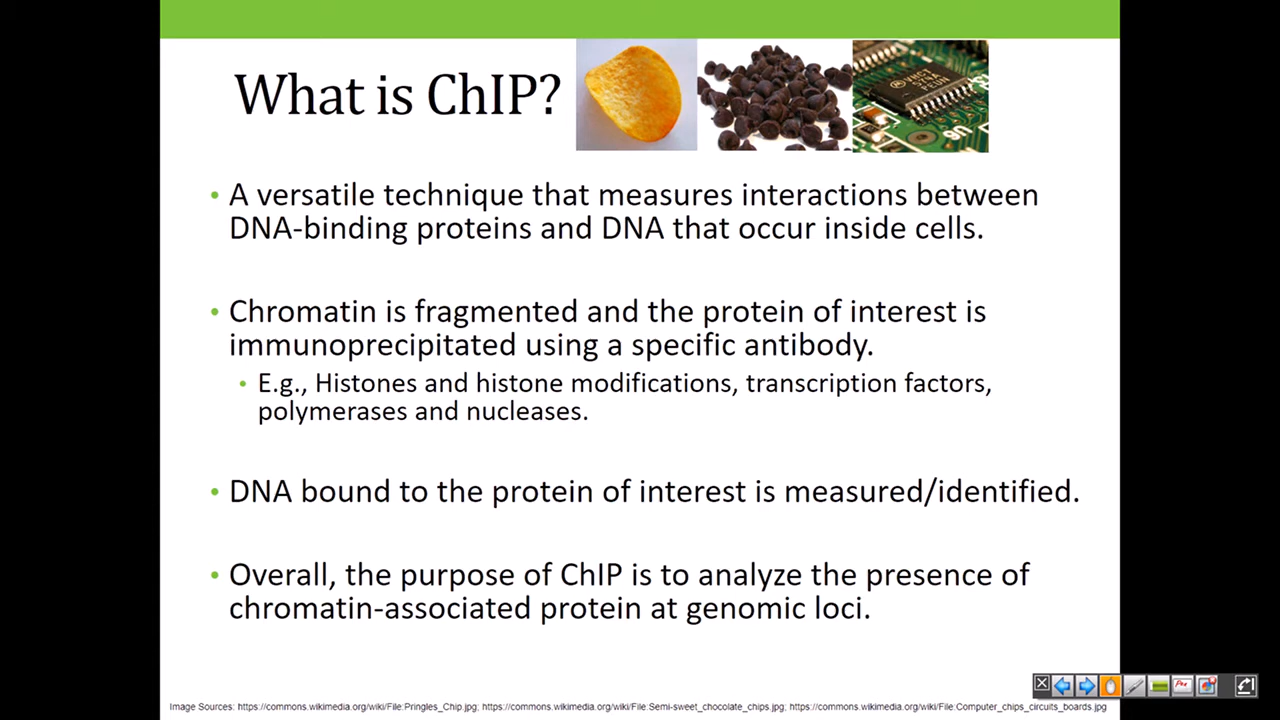 What is ChIP?
• A versatile technique that measures interactions between
DNA-binding proteins and DNA that occur inside cells.
• Chromatin is fragmented and the protein of interest is
immunoprecipitated using a specific antibody.
• E.g., Histones and histone modifications, transcription factors,
polymerases and nucleases.
• DNA bound to the protein of interest is measured/identified.
• Overall, the purpose of ChIP is to analyze the presence of
chromatin-associated protein at genomic loci.
Image Sources: https://commons.wikimedia.org/wiki/File:Pringles_Chip.jpg; https://commons.wikimedia.org/wiki/File:Semi-sweet_chocolate_chips.jpg; https://commons.wikimedia.org/wiki/File:Computer_chips_circuits_boards.jpg